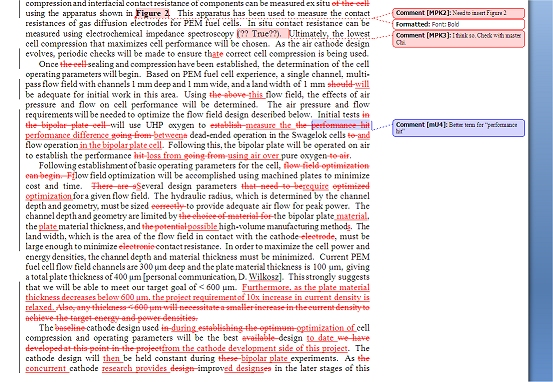 compression and interfacial contact resistance of components can be measured ex situ of the cell
using the apparatus shown in Figure 2. This apparatus has been used to measure the contact
resistances of gas diffusion electrodes for PEM fuel cells. In situ contact resistance can be
measured using electrochemical impedance spectroscopy (?? True??). Ultimately, the lowest
cell compression that maximizes cell performance will be chosen. As the air cathode design
evolves, periodic checks will be made to ensure thate correct cell compression is being used.
Once the cell sealing and compression have been established, the determination of the cell
operating parameters will begin. Based on PEM fuel cell experience, a single channel, multi-
pass flow field with channels 1 mm deep and 1 mm wide, and a land width of 1 mm should will
be adequate for initial work in this area. Using the above this flow field, the effects of air
pressure and flow on cell performance will be determined. The air pressure and flow
requirements will be needed to optimize the flow field design described below. Initial tests in
the bipolar plate cell will use UHP oxygen to establish measure the the performance hit
performance difference going from between dead-ended operation in the Swagelok cells to and
flow operation in the bipolar plate cell. Following this, the bipolar plate will be operated on air
to establish the performance hit loss from going from using air over pure oxygen to air.
Following establishment of basic operating parameters for the cell, flow field optimization
can begin. Fflow field optimization will be accomplished using machined plates to minimize
cost and time. There are sSeveral design parameters that need to be require optimized
optimization for a given flow field. The hydraulic radius, which is determined by the channel
depth and geometry, must be sized correctly to provide adequate air flow for peak power. The
channel depth and geometry are limited by the choice of material for the bipolar plate material,
the plate material thickness, and the potential possible high-volume manufacturing methods. The
land width, which is the area of the flow field in contact with the cathode electrode, must be
large enough to minimize electronic contact resistance. In order to maximize the cell power and
energy densities, the channel depth and material thickness must be minimized. Current PEM
fuel cell flow field channels are 300 μm deep and the plate material thickness is 100 μm, giving
a total plate thickness of 400 μm [personal communication, D. Wilkosz]. This strongly suggests
that we will be able to meet our target goal of < 600 μm. Furthermore, as the plate material
thickness decreases below 600 μm, the project requirement of 10x increase in current density is
relaxed. Also, any thickness <600 μm will necessitate a smaller increase in the current density to
achieve the target energy and power densities.
The baseline cathode design used in during establishing the optimum optimization of cell
compression and operating parameters will be the best available design to date we have
developed at this point in the project from the cathode development side of this project. The
cathode design will then be held constant during these bipolar plate experiments. As the
concurrent cathode research provides design improved designs in the later stages of this
Comment [MPK2]: Need to insert Figure 2
Formatted: Font: Bold
Comment [MPK3]: I think so. Check with master
Chi.
Comment [mU4]: Better term for "performance
hit"